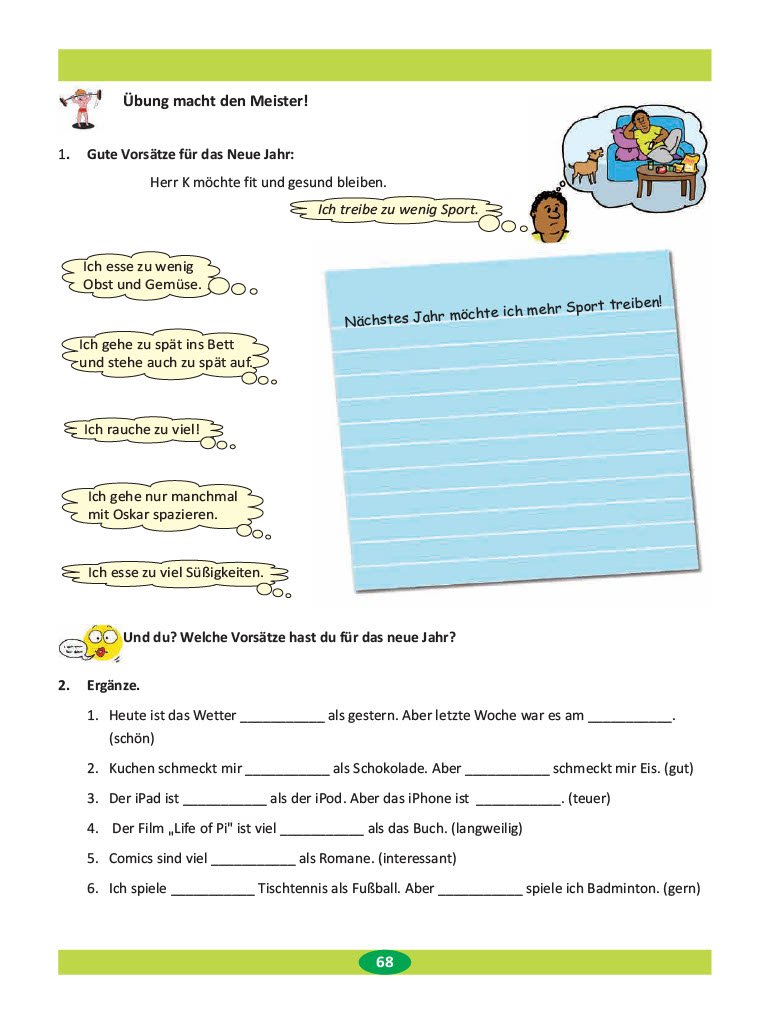 Übung macht den Meister!
1. Gute Vorsätze für das Neue Jahr:
Herr K möchte fit und gesund bleiben.
Ich treibe zu wenig Sport.
Ich esse zu wenig
Obst und Gemüse.
Nächstes Jahr möchte ich mehr Sport treiben!
Ich gehe zu spät ins Bett
und stehe auch zu spät auf.
Ich rauche zu viel!
Ich gehe nur manchmal
mit Oskar spazieren.
Ich esse zu viel Süßigkeiten.
Und du? Welche Vorsätze hast du für das neue Jahr?
2. Ergänze.
1. Heute ist das Wetter ___________ als gestern. Aber letzte Woche war es am ___________.
(schön)
2. Kuchen schmeckt mir ___________ als Schokolade. Aber ___________ schmeckt mir Eis. (gut)
3. Der iPad ist ___________ als der iPod. Aber das iPhone ist ___________. (teuer)
4. Der Film „Life of Pi" ist viel ___________ als das Buch. (langweilig)
5. Comics sind viel ___________ als Romane. (interessant)
6. Ich spiele ___________ Tischtennis als Fußball. Aber ___________ spiele ich Badminton. (gern)
68